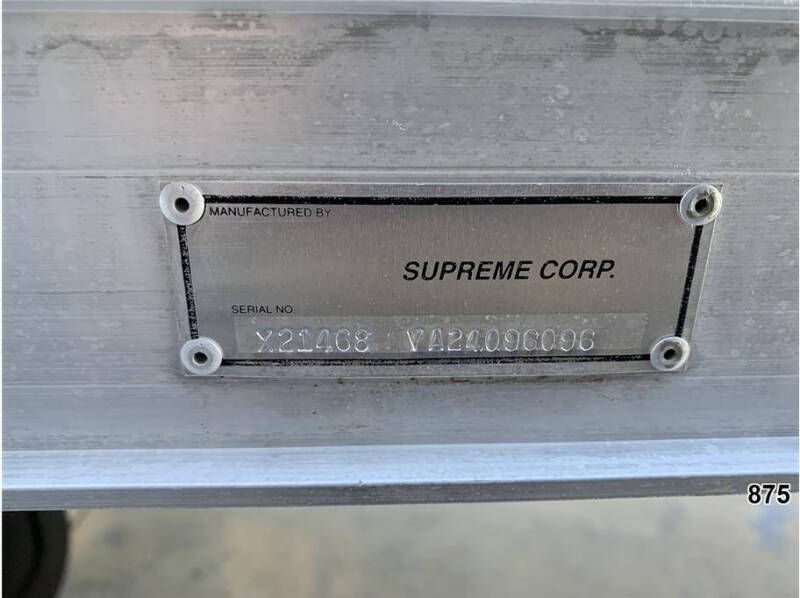 MANUFACTURED BY
SUPREME CORP.
SERIAL NO.
X21468 VA24096096
875